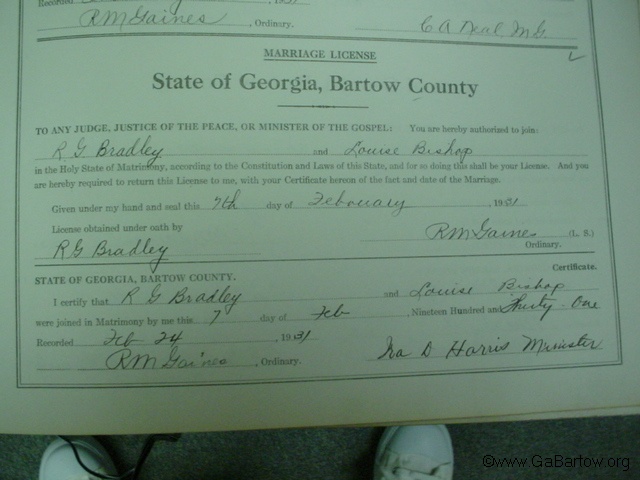 Recorded 1931
RM Gaines , Ordinary. C A Neal M.G
MARRIAGE LICENSE
State of Georgia, Bartow County
TO ANY JUDGE, JUSTICE OF THE PEACE, OR MINISTER OF THE GOSPEL: You are hereby authorized to join:
R. G Bradley and Louise Bishop
in the Holy State of Matrimony, according to the Constitution and Laws of this State, and for so doing this shall be your License. And you
are hereby required to return this License to me, with your Certificate hereon of the fact and date of the Marriage.
Given under my hand and seal this 7th day of February , 1931
License obtained under oath by RM Gaines (L. S.)
RG Bradley Ordinary.
STATE OF GEORGIA, BARTOW COUNTY. Certificate.
I certify that R G Bradley and Louise Bishop
were joined in Matrimony by me this 7 day of Feb , Nineteen Hundred and Thirty-One
Recorded Feb 24 , 1931
RM Gaines , Ordinary. Ira D Harris Minister
©www.GaBartow.org